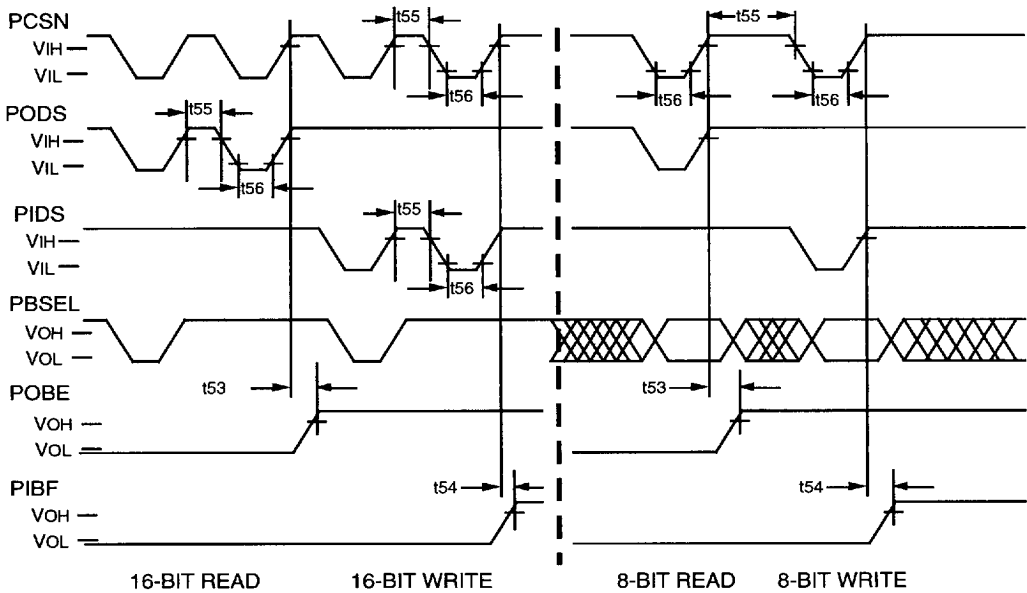 PCSN
t55
t55
VIH
VIL
t56
t56
t56
PODS
t55
VIH
VIL
t56
PIDS
t55
VIH
VIL
t56
PBSEL
VOH
VOL
POBE
t53
t53
VOH
VOL
PIBF
t54
t54
VOH
VOL
16-BIT READ
16-BIT WRITE
8-BIT READ
8-BIT WRITE